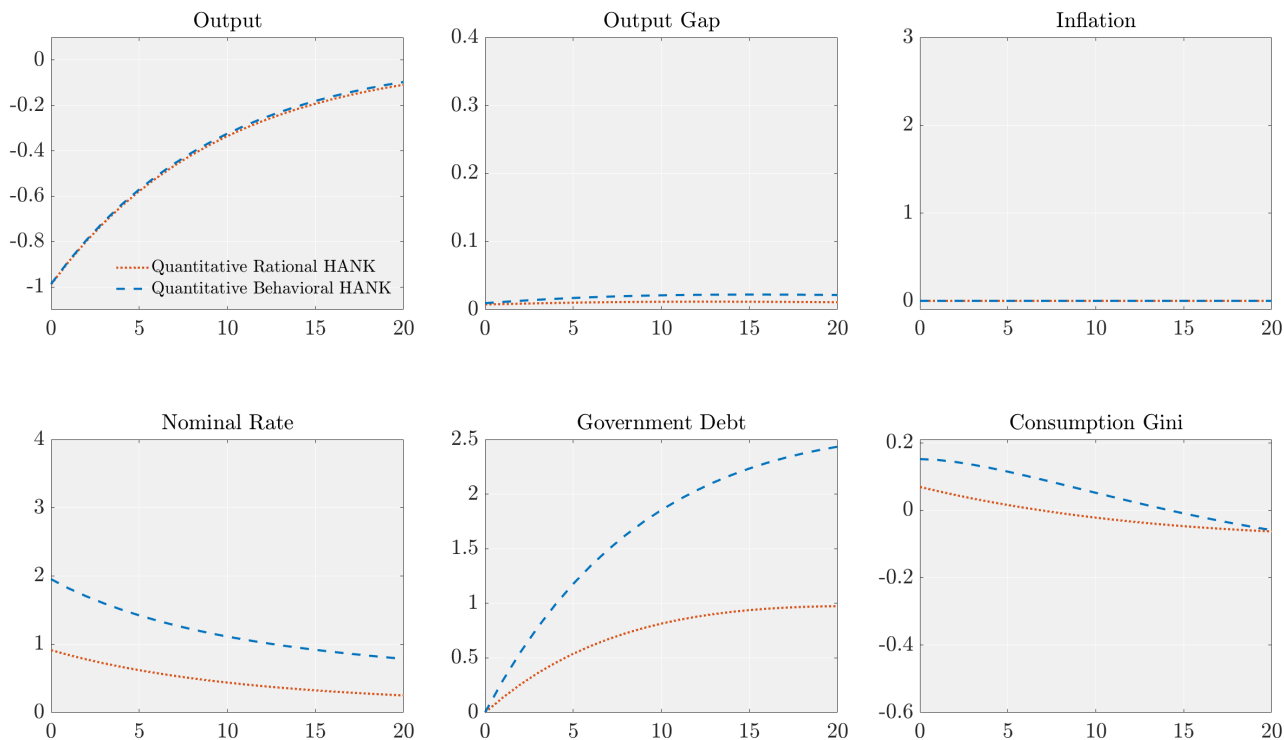 Output
0
-0.2
-0.4
-0.6
-0.8
-1
Quantitative Rational HANK
Quantitative Behavioral HANK
0 5 10 15 20
Output Gap
0.4
0.3
0.2
0.1
0
0 5 10 15 20
Inflation
3
2
1
0
0 5 10 15 20
Nominal Rate
4
3
2
1
0
0 5 10 15 20
Government Debt
2.5
2
1.5
1
0.5
0
0 5 10 15 20
Consumption Gini
0.2
0
-0.2
-0.4
-0.6
0 5 10 15 20